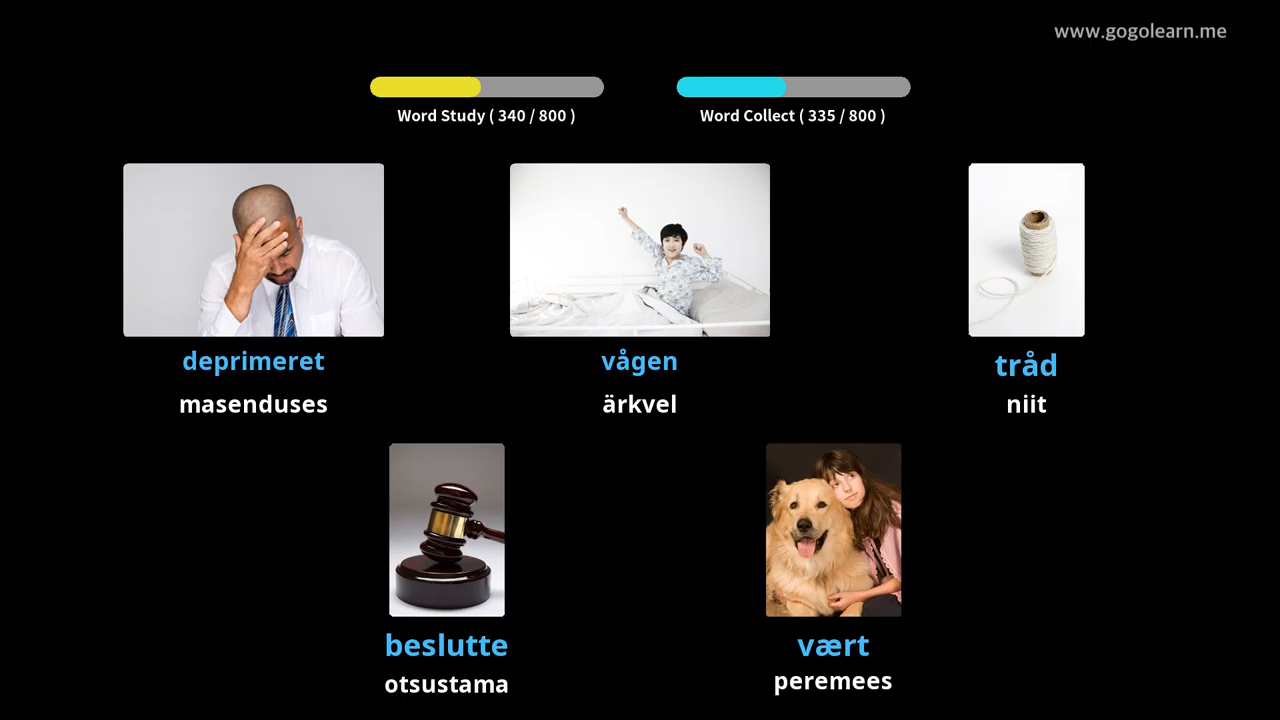 www.gogolearn.me
Word Study ( 340 / 800 )
Word Collect ( 335 / 800 )
deprimeret
vågen
tråd
masenduses
ärkvel
niit
beslutte
vært
otsustama
peremees